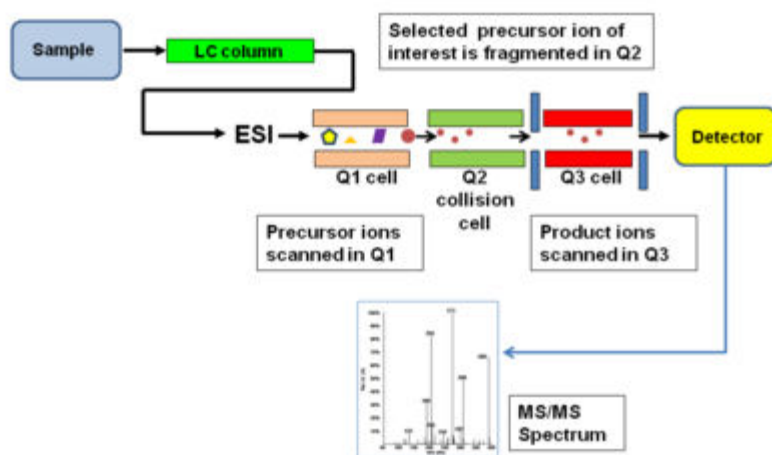 Sample
LC column
Selected precursor ion of
interest is fragmented in Q2
ESI
Q1 cell
Q2
collision
cell
Q3 cell
Detector
Precursor ions
scanned in Q1
Product ions
scanned in Q3
100%
MS/MS
Spectrum